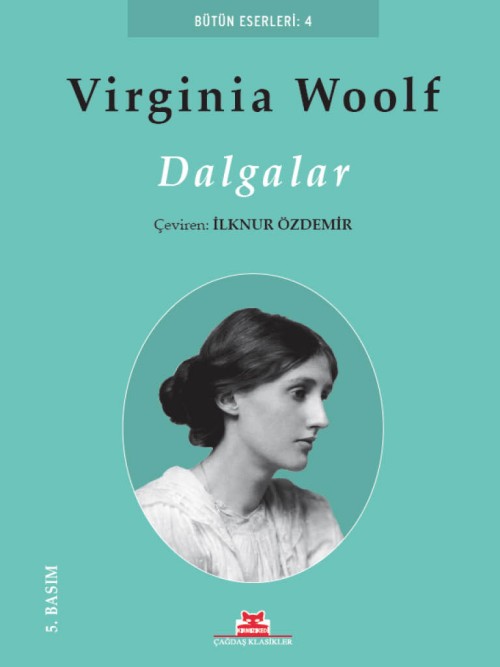 BÜTÜN ESERLERİ: 4
Virginia Woolf
Dalgalar
Çeviren: İLKNUR ÖZDEMİR
5. BASIM
ÇAĞDAŞ KLASİKLER